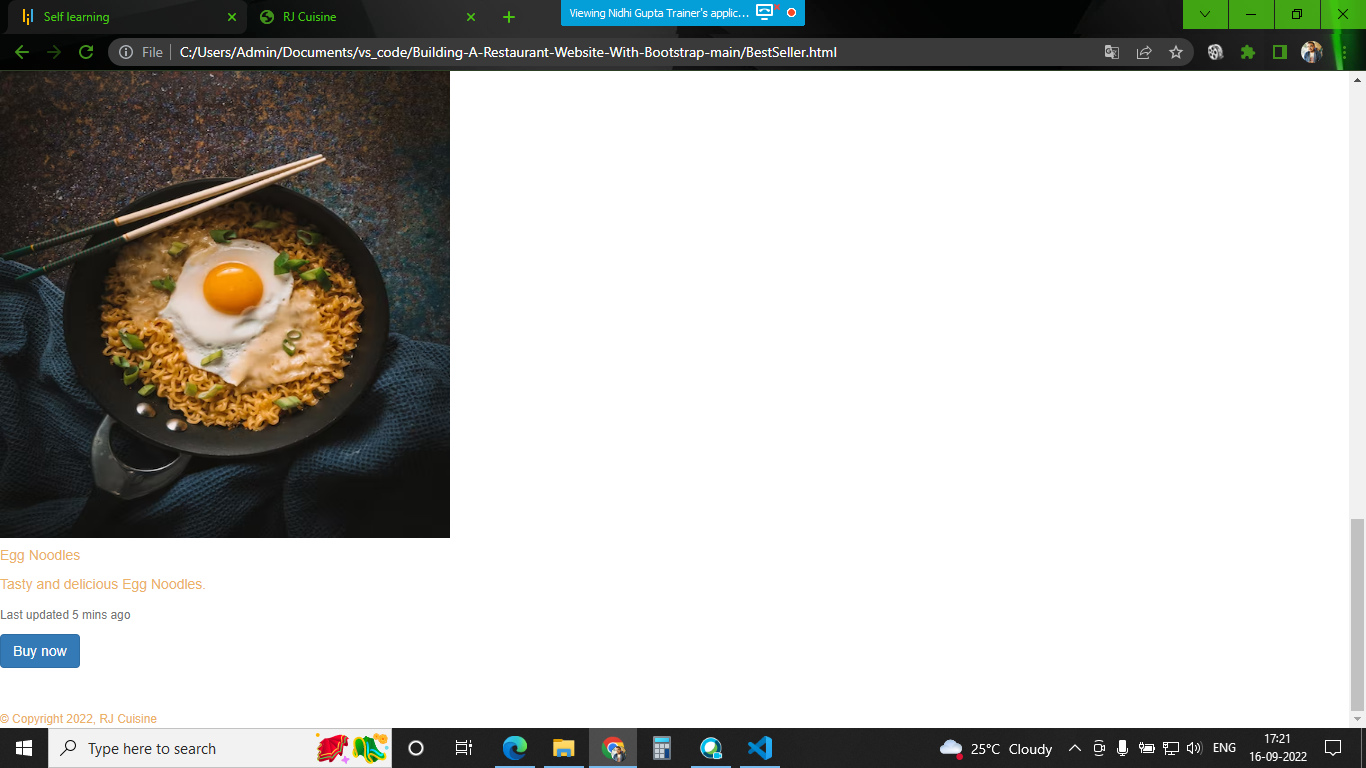 Self learning
RJ Cuisine
Viewing Nidhi Gupta Trainer's applic...
File
C:/Users/Admin/Documents/vs_code/Building-A-Restaurant-Website-With-Bootstrap-main/BestSeller.html
Egg Noodles
Tasty and delicious Egg Noodles.
Last updated 5 mins ago
Buy now
© Copyright 2022, RJ Cuisine
Type here to search
25°C Cloudy
ENG
17:21
16-09-2022